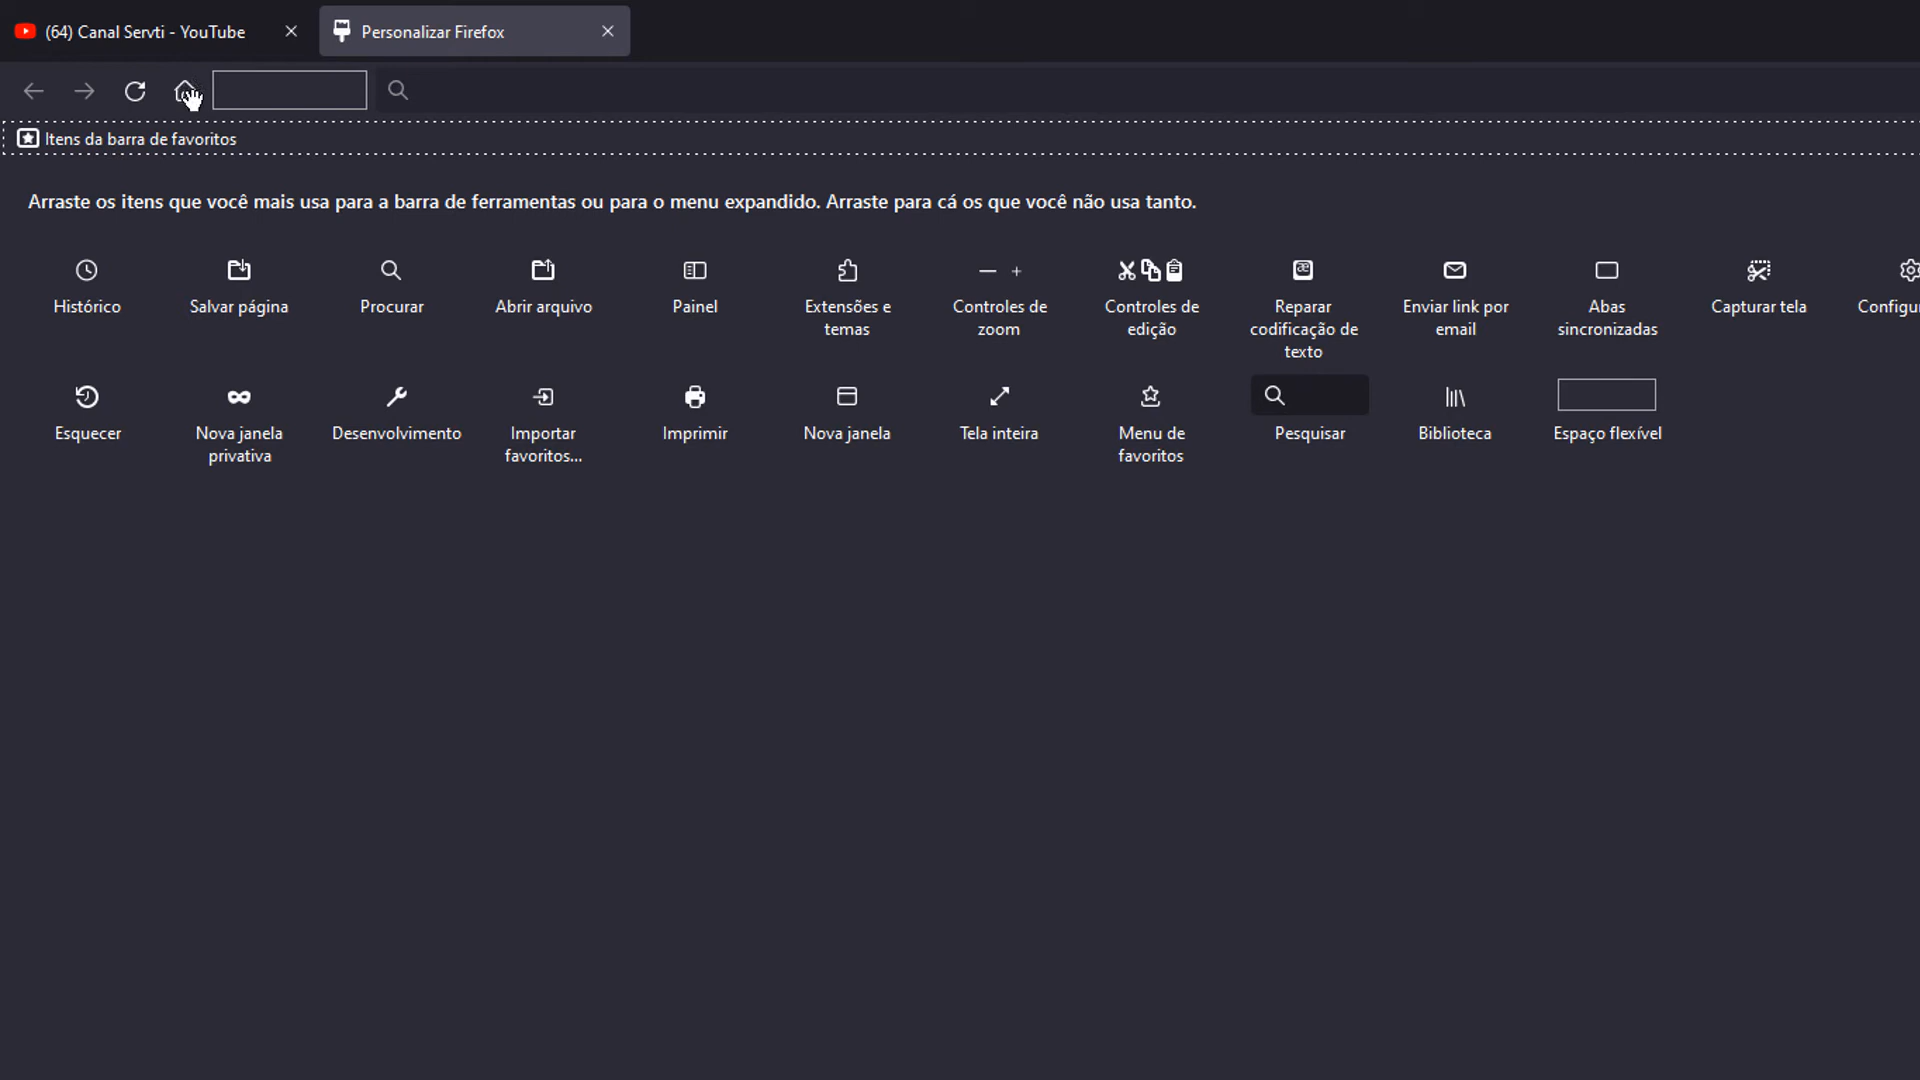 (64) Canal Servti - YouTube
Personalizar Firefox
Itens da barra de favoritos
Arraste os itens que você mais usa para a barra de ferramentas ou para o menu expandido. Arraste para cá os que você não usa tanto.
Histórico
Salvar página
Procurar
Abrir arquivo
Painel
Extensões e
temas
Controles de
zoom
Controles de
edição
Reparar
codificação de
texto
Enviar link por
email
Abas
sincronizadas
Capturar tela
Configu
Esquecer
Nova janela
privativa
Desenvolvimento
Importar
favoritos...
Imprimir
Nova janela
Tela inteira
Menu de
favoritos
Pesquisar
Biblioteca
Espaço flexível